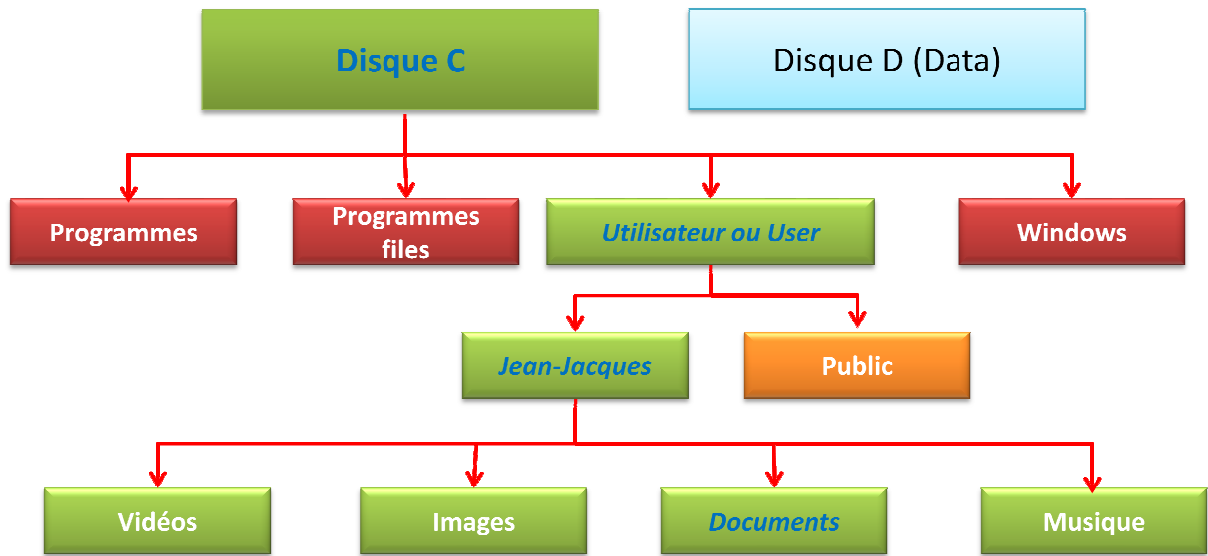 Disque C
Disque D (Data)
Programmes
Programmes
files
Utilisateur ou User
Windows
Jean-Jacques
Public
Vidéos
Images
Documents
Musique